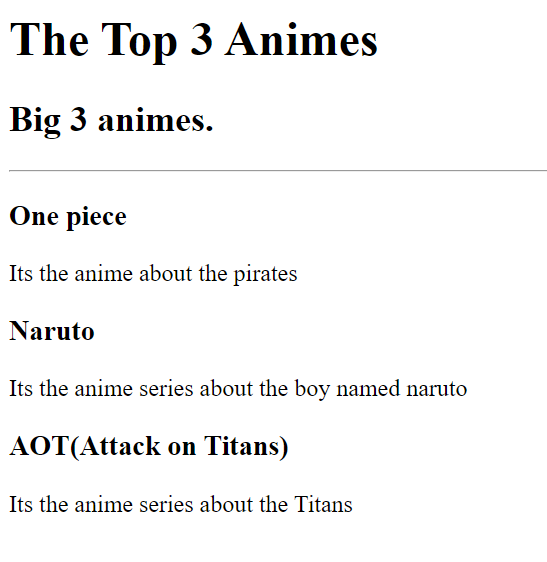 The Top 3 Animes
Big 3 animes.
One piece
Its the anime about the pirates
Naruto
Its the anime series about the boy named naruto
AOT(Attack on Titans)
Its the anime series about the Titans